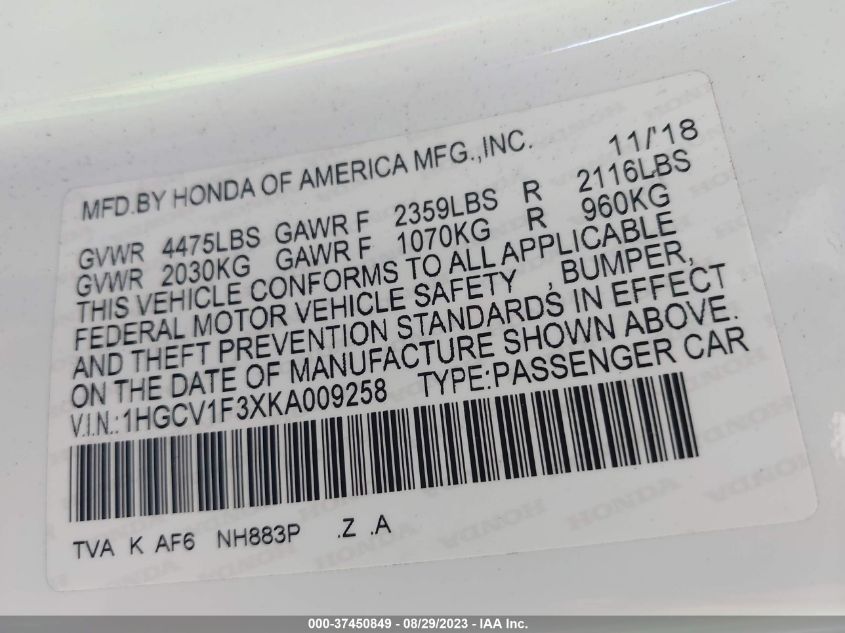 MFD.BY HONDA OF AMERICA MFG.,INC. 11/'18
GVWR 4475LBS GAWR F 2359LBS R 2116LBS
GVWR 2030KG GAWR F 1070KG R 960KG
THIS VEHICLE CONFORMS TO ALL APPLICABLE
FEDERAL MOTOR VEHICLE SAFETY , BUMPER,
AND THEFT PREVENTION STANDARDS IN EFFECT
ON THE DATE OF MANUFACTURE SHOWN ABOVE.
V.I.N.:1HGCV1F3XKA009258 TYPE:PASSENGER CAR
TVA K AF6 NH883P .Z .A
000-37450849 - 08/29/2023 - IAA Inc.